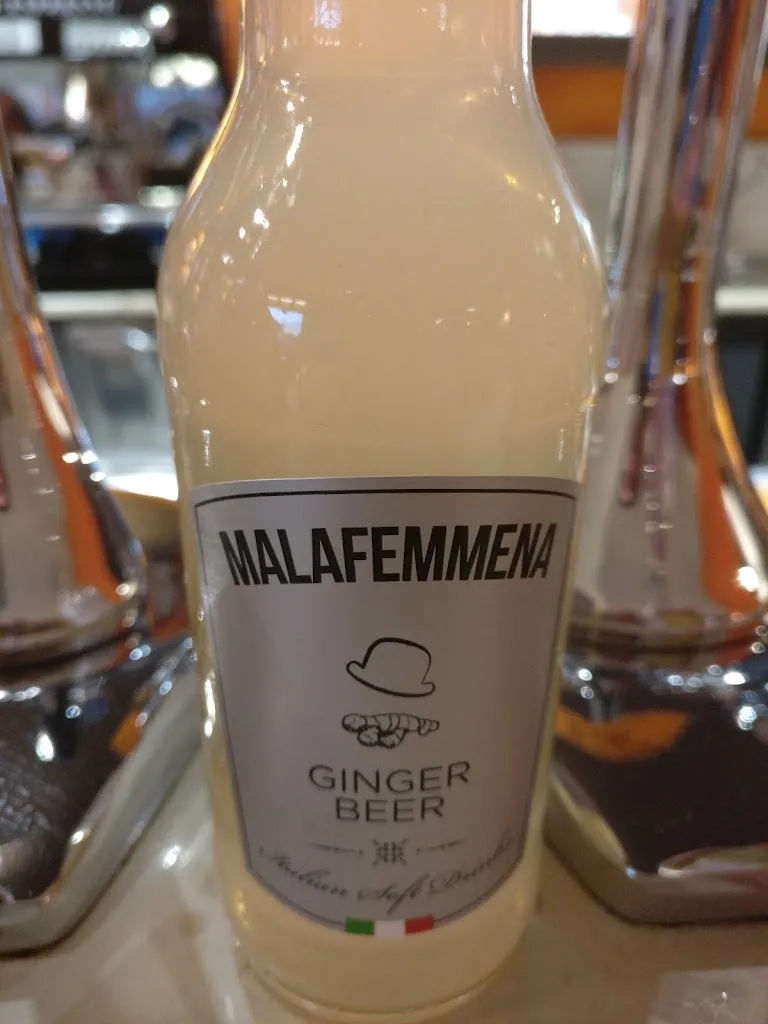 MALAFEMMENA
GINGER
BEER
Italian Soft Drinks